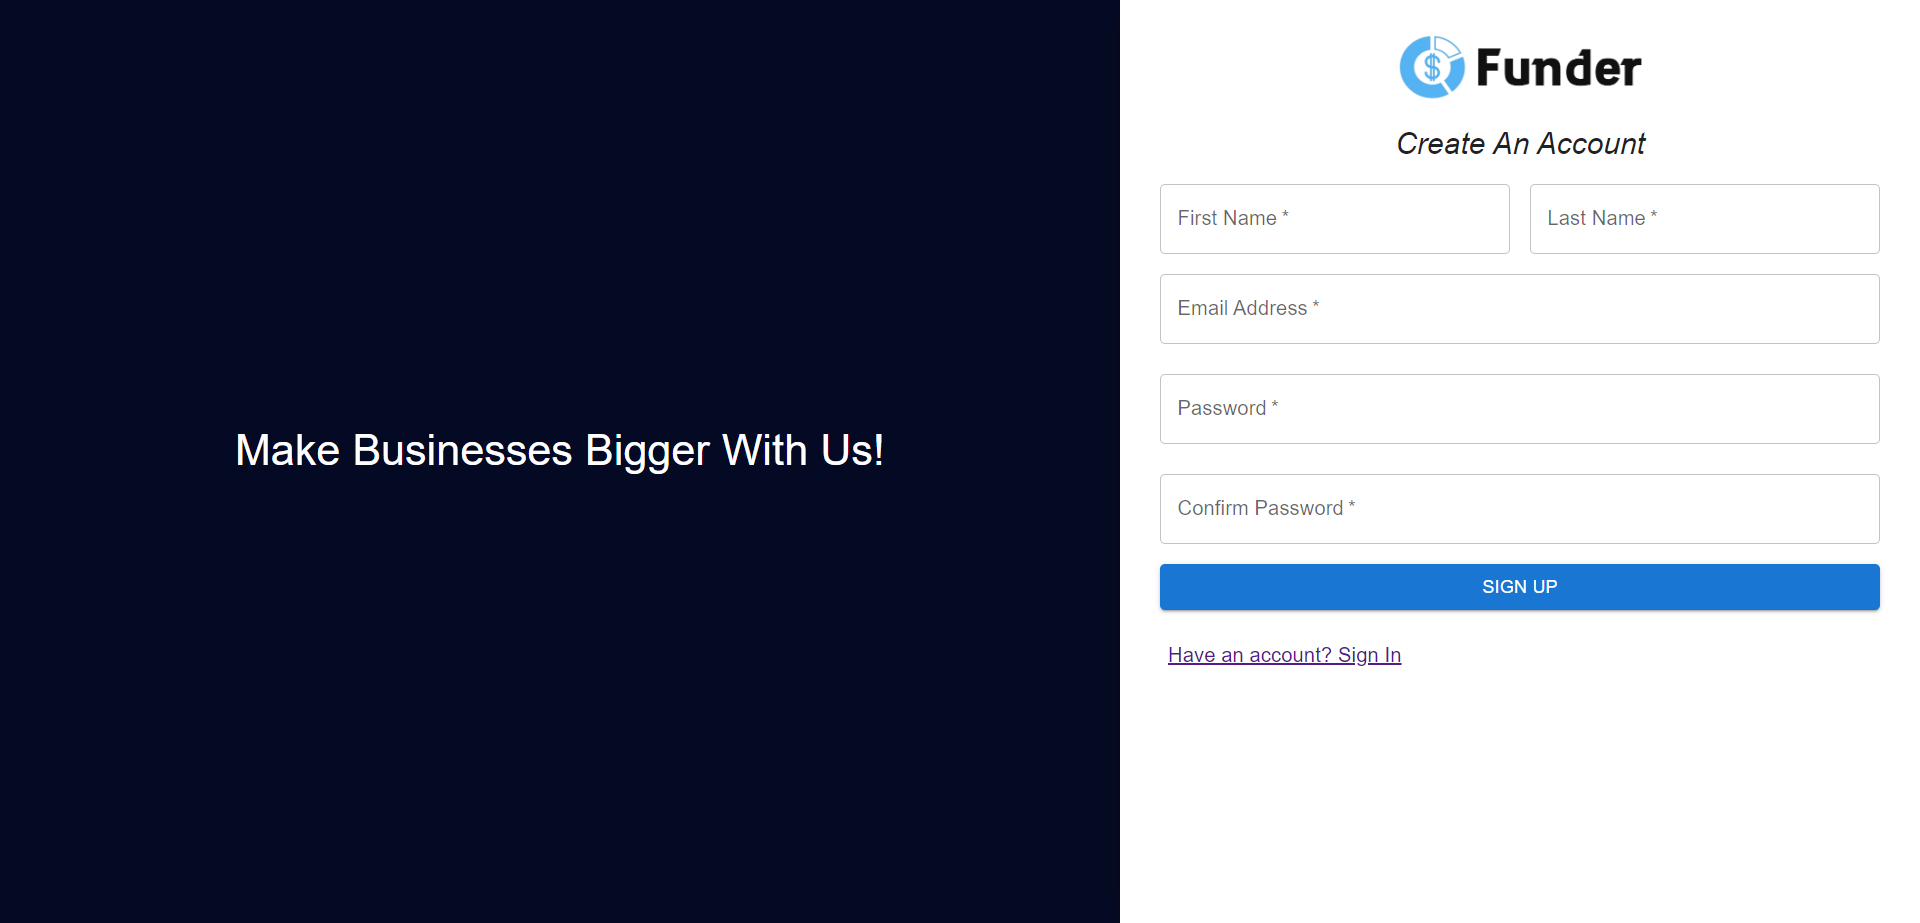 Make Businesses Bigger With Us!
$ Funder
Create An Account
First Name *
Last Name *
Email Address *
Password *
Confirm Password *
SIGN UP
Have an account? Sign In